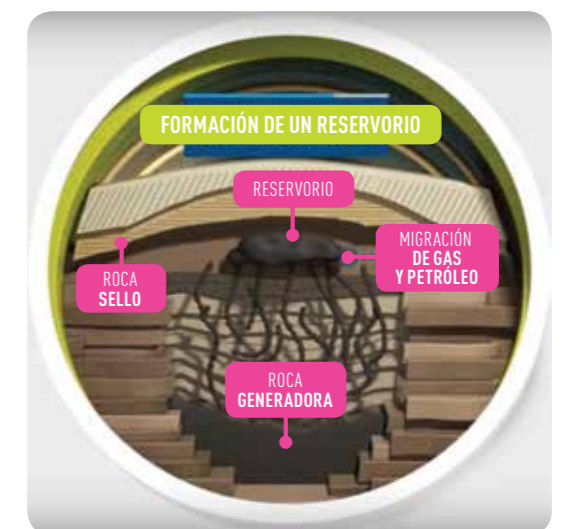 FORMACIÓN DE UN RESERVORIO
RESERVORIO
MIGRACIÓN
DE GAS
Y PETRÓLEO
ROCA
SELLO
ROCA
GENERADORA